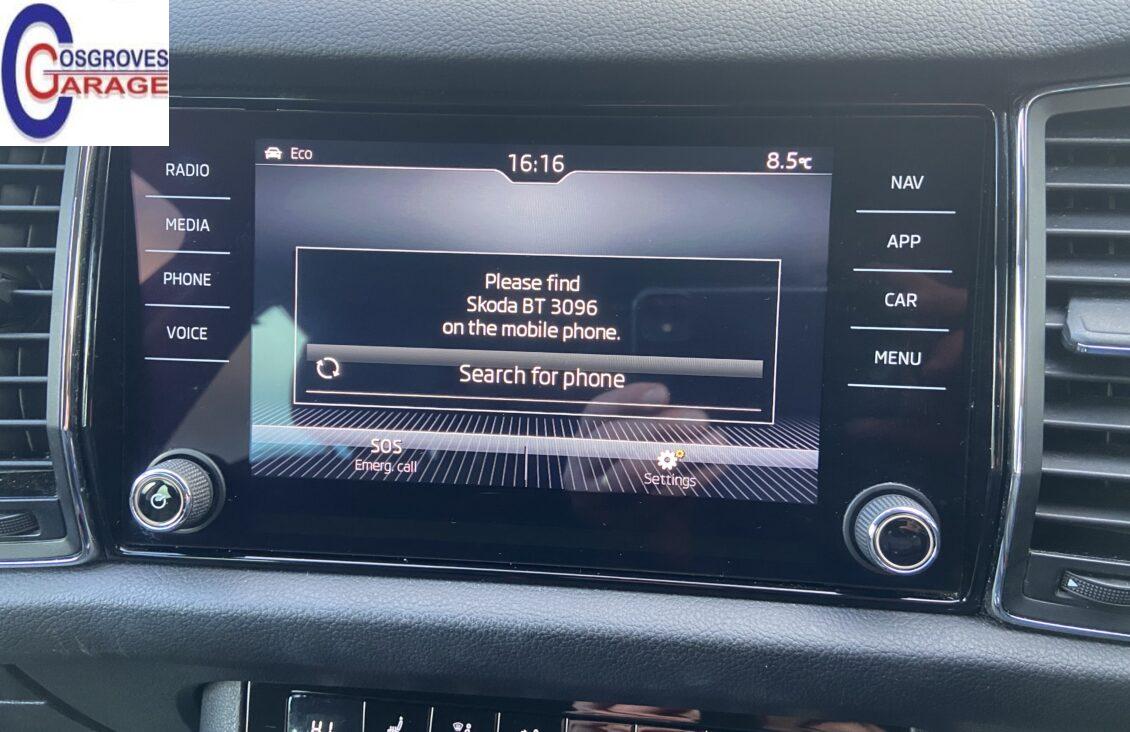 COSGROVES
GARAGE
RADIO
MEDIA
PHONE
VOICE
Eco
16:16
8.5°C
Please find
Skoda BT 3096
on the mobile phone.
Search for phone
SOS
Emerg. call
Settings
NAV
APP
CAR
MENU
HI